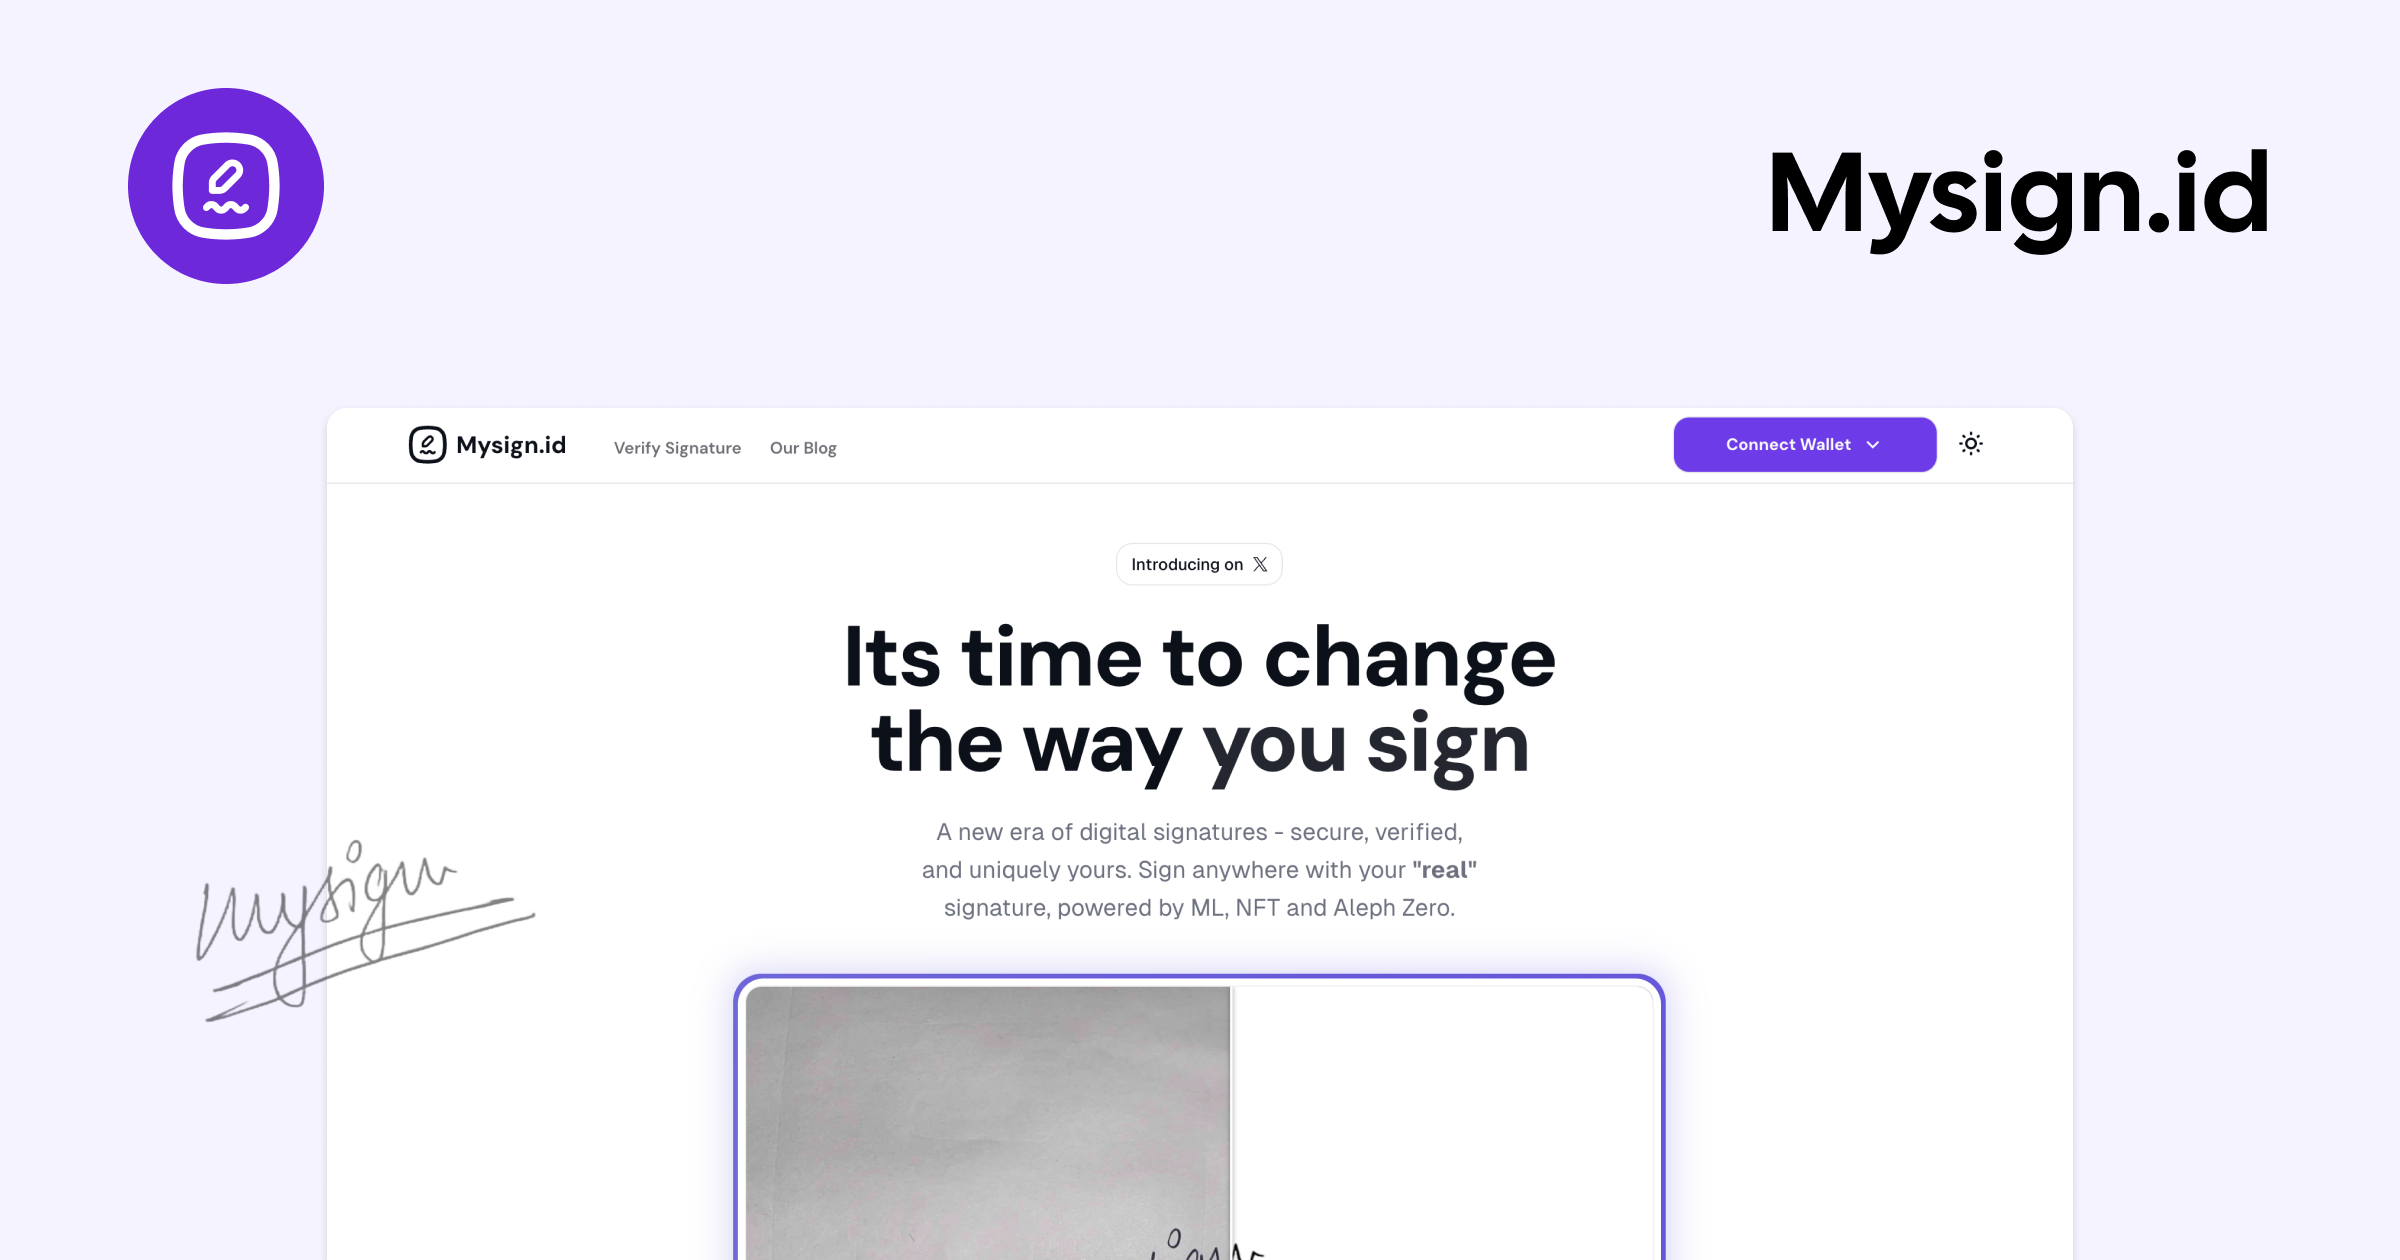 Mysign.id
Mysign.id
Verify Signature
Our Blog
Connect Wallet
Introducing on X
Its time to change
the way you sign
A new era of digital signatures - secure, verified,
and uniquely yours. Sign anywhere with your "real"
signature, powered by ML, NFT and Aleph Zero.
mysign